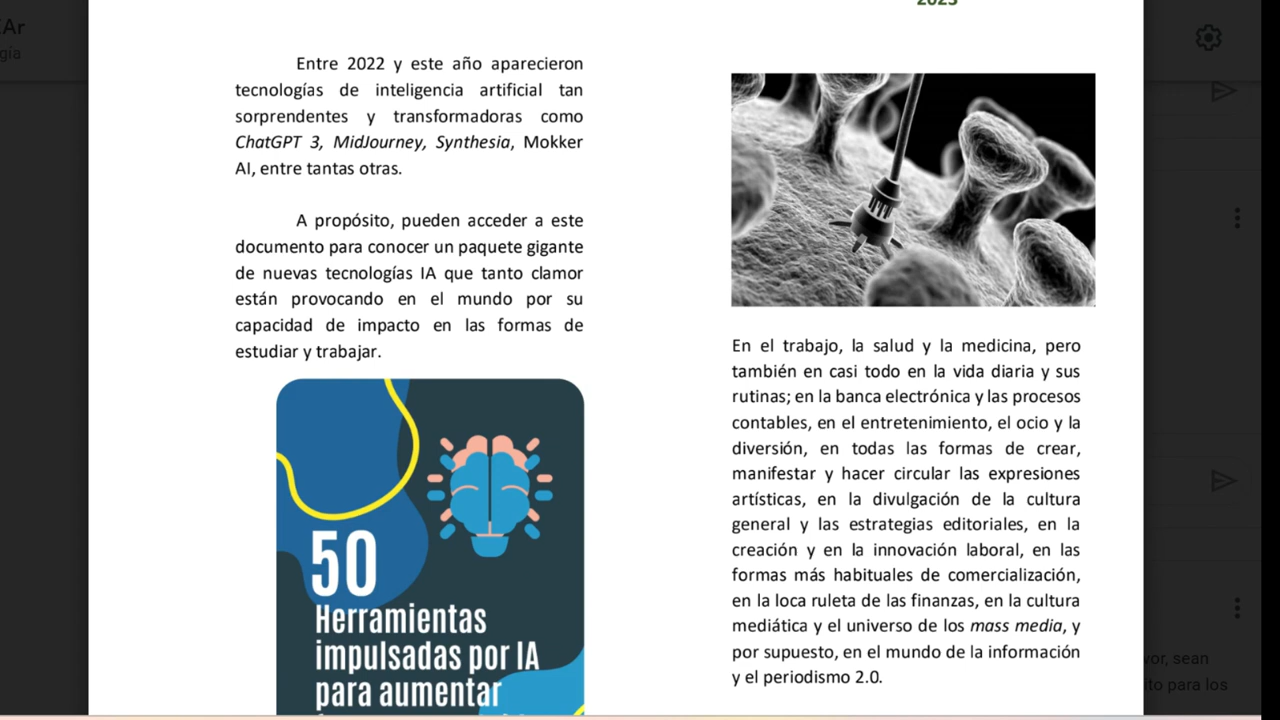 2023
Entre 2022 y este año aparecieron
tecnologías de inteligencia artificial tan
sorprendentes y transformadoras como
ChatGPT 3, MidJourney, Synthesia, Mokker
AI, entre tantas otras.
A propósito, pueden acceder a este
documento para conocer un paquete gigante
de nuevas tecnologías IA que tanto clamor
están provocando en el mundo por su
capacidad de impacto en las formas de
estudiar y trabajar.
50
Herramientas
impulsadas por IA
para aumentar
En el trabajo, la salud y la medicina, pero
también en casi todo en la vida diaria y sus
rutinas; en la banca electrónica y las procesos
contables, en el entretenimiento, el ocio y la
diversión, en todas las formas de crear,
manifestar y hacer circular las expresiones
artísticas, en la divulgación de la cultura
general y las estrategias editoriales, en la
creación y en la innovación laboral, en las
formas más habituales de comercialización,
en la loca ruleta de las finanzas, en la cultura
mediática y el universo de los mass media, y
por supuesto, en el mundo de la información
y el periodismo 2.0.
sean
para los